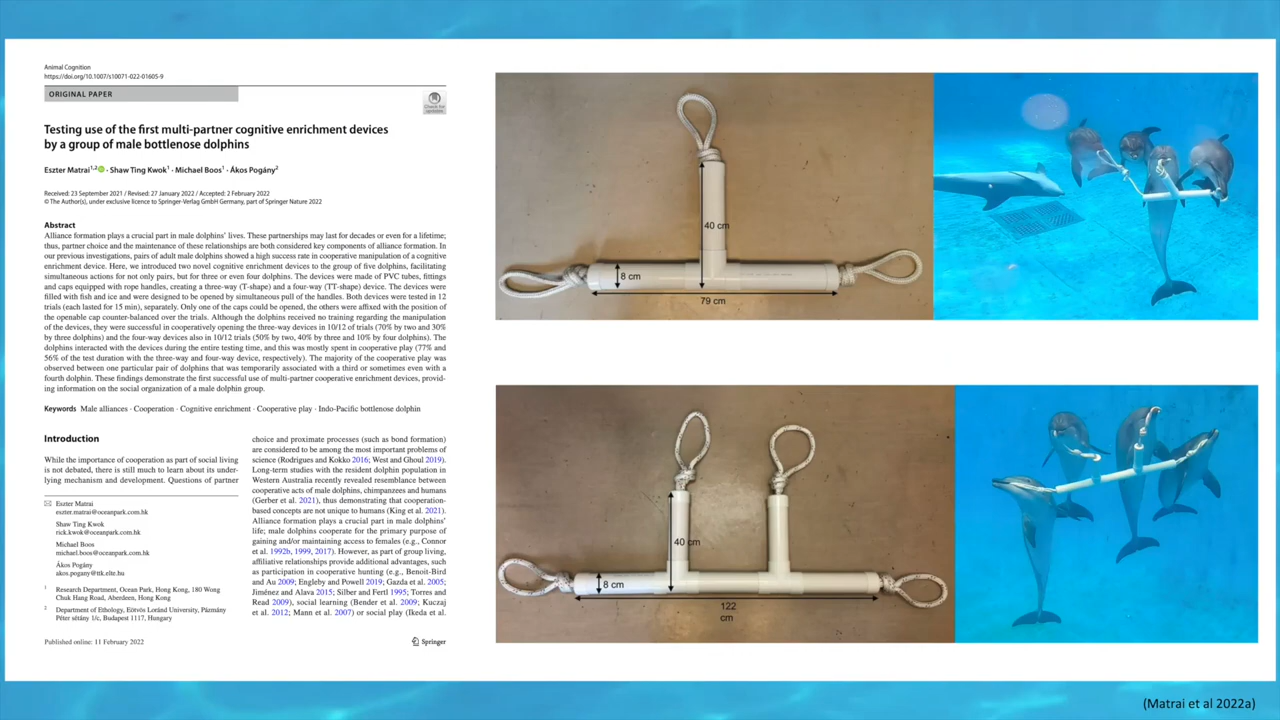 Animal Cognition
https://doi.org/10.1007/s10071-022-01605-9
ORIGINAL PAPER
Check for
updates
Testing use of the first multi-partner cognitive enrichment devices
by a group of male bottlenose dolphins
Eszter Matrai1,2 · Shaw Ting Kwok1 · Michael Boos1 · Ákos Pogány2
Received: 23 September 2021 / Revised: 27 January 2022 / Accepted: 2 February 2022
© The Author(s), under exclusive licence to Springer-Verlag GmbH Germany, part of Springer Nature 2022
Abstract
Alliance formation plays a crucial part in male dolphins' lives. These partnerships may last for decades or even for a lifetime;
thus, partner choice and the maintenance of these relationships are both considered key components of alliance formation. In
our previous investigations, pairs of adult male dolphins showed a high success rate in cooperative manipulation of a cognitive
enrichment device. Here, we introduced two novel cognitive enrichment devices to the group of five dolphins, facilitating
simultaneous actions for not only pairs, but for three or even four dolphins. The devices were made of PVC tubes, fittings
and caps equipped with rope handles, creating a three-way (T-shape) and a four-way (TT-shape) device. The devices were
filled with fish and ice and were designed to be opened by simultaneous pull of the handles. Both devices were tested in 12
trials (each lasted for 15 min), separately. Only one of the caps could be opened, the others were affixed with the position of
the openable cap counter-balanced over the trials. Although the dolphins received no training regarding the manipulation
of the devices, they were successful in cooperatively opening the three-way devices in 10/12 of trials (70% by two and 30%
by three dolphins) and the four-way devices also in 10/12 trials (50% by two, 40% by three and 10% by four dolphins). The
dolphins interacted with the devices during the entire testing time, and this was mostly spent in cooperative play (77% and
56% of the test duration with the three-way and four-way device, respectively). The majority of the cooperative play was
observed between one particular pair of dolphins that was temporarily associated with a third or sometimes even with a
fourth dolphin. These findings demonstrate the first successful use of multi-partner cooperative enrichment devices, provid-
ing information on the social organization of a male dolphin group.
Keywords Male alliances · Cooperation · Cognitive enrichment · Cooperative play · Indo-Pacific bottlenose dolphin
Introduction
While the importance of cooperation as part of social living
is not debated, there is still much to learn about its under-
lying mechanism and development. Questions of partner
Eszter Matrai
eszter.matrai@oceanpark.com.hk
Shaw Ting Kwok
rick.kwok@oceanpark.com.hk
Michael Boos
michael.boos@oceanpark.com.hk
Ákos Pogány
akos.pogany@ttk.elte.hu
1 Research Department, Ocean Park, Hong Kong, 180 Wong
Chuk Hang Road, Aberdeen, Hong Kong
2 Department of Ethology, Eötvös Loránd University, Pázmány
Péter sétány 1/c, Budapest 1117, Hungary
choice and proximate processes (such as bond formation)
are considered to be among the most important problems of
science (Rodrigues and Kokko 2016; West and Ghoul 2019).
Long-term studies with the resident dolphin population in
Western Australia recently revealed resemblance between
cooperative acts of male dolphins, chimpanzees and humans
(Gerber et al. 2021), thus demonstrating that cooperation-
based concepts are not unique to humans (King et al. 2021).
Alliance formation plays a crucial part in male dolphins'
life; male dolphins cooperate for the primary purpose of
gaining and/or maintaining access to females (e.g., Connor
et al. 1992b, 1999, 2017). However, as part of group living,
affiliative relationships provide additional advantages, such
as participation in cooperative hunting (e.g., Benoit-Bird
and Au 2009; Engleby and Powell 2019; Gazda et al. 2005;
Jiménez and Alava 2015; Silber and Fertl 1995; Torres and
Read 2009), social learning (Bender et al. 2009; Kuczaj
et al. 2012; Mann et al. 2007) or social play (Ikeda et al.
Published online: 11 February 2022
Springer
40 cm
8 cm
79 cm
40 cm
8 cm
122
cm
(Matrai et al 2022a)